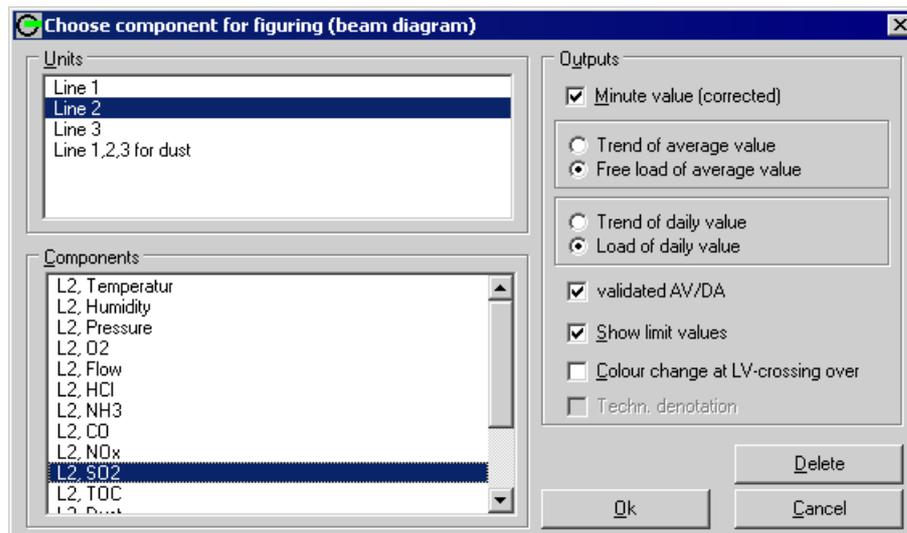 Choose component for figuring (beam diagram)
Units
Line 1
Line 2
Line 3
Line 1,2,3 for dust
Components
L2, Temperatur
L2, Humidity
L2, Pressure
L2, O2
L2, Flow
L2, HCl
L2, NH3
L2, CO
L2, NOx
L2, SO2
L2, TOC
L2, Dust
Outputs
Minute value (corrected)
Trend of average value
Free load of average value
Trend of daily value
Load of daily value
validated AV/DA
Show limit values
Colour change at LV-crossing over
Techn. denotation
Delete
Ok
Cancel